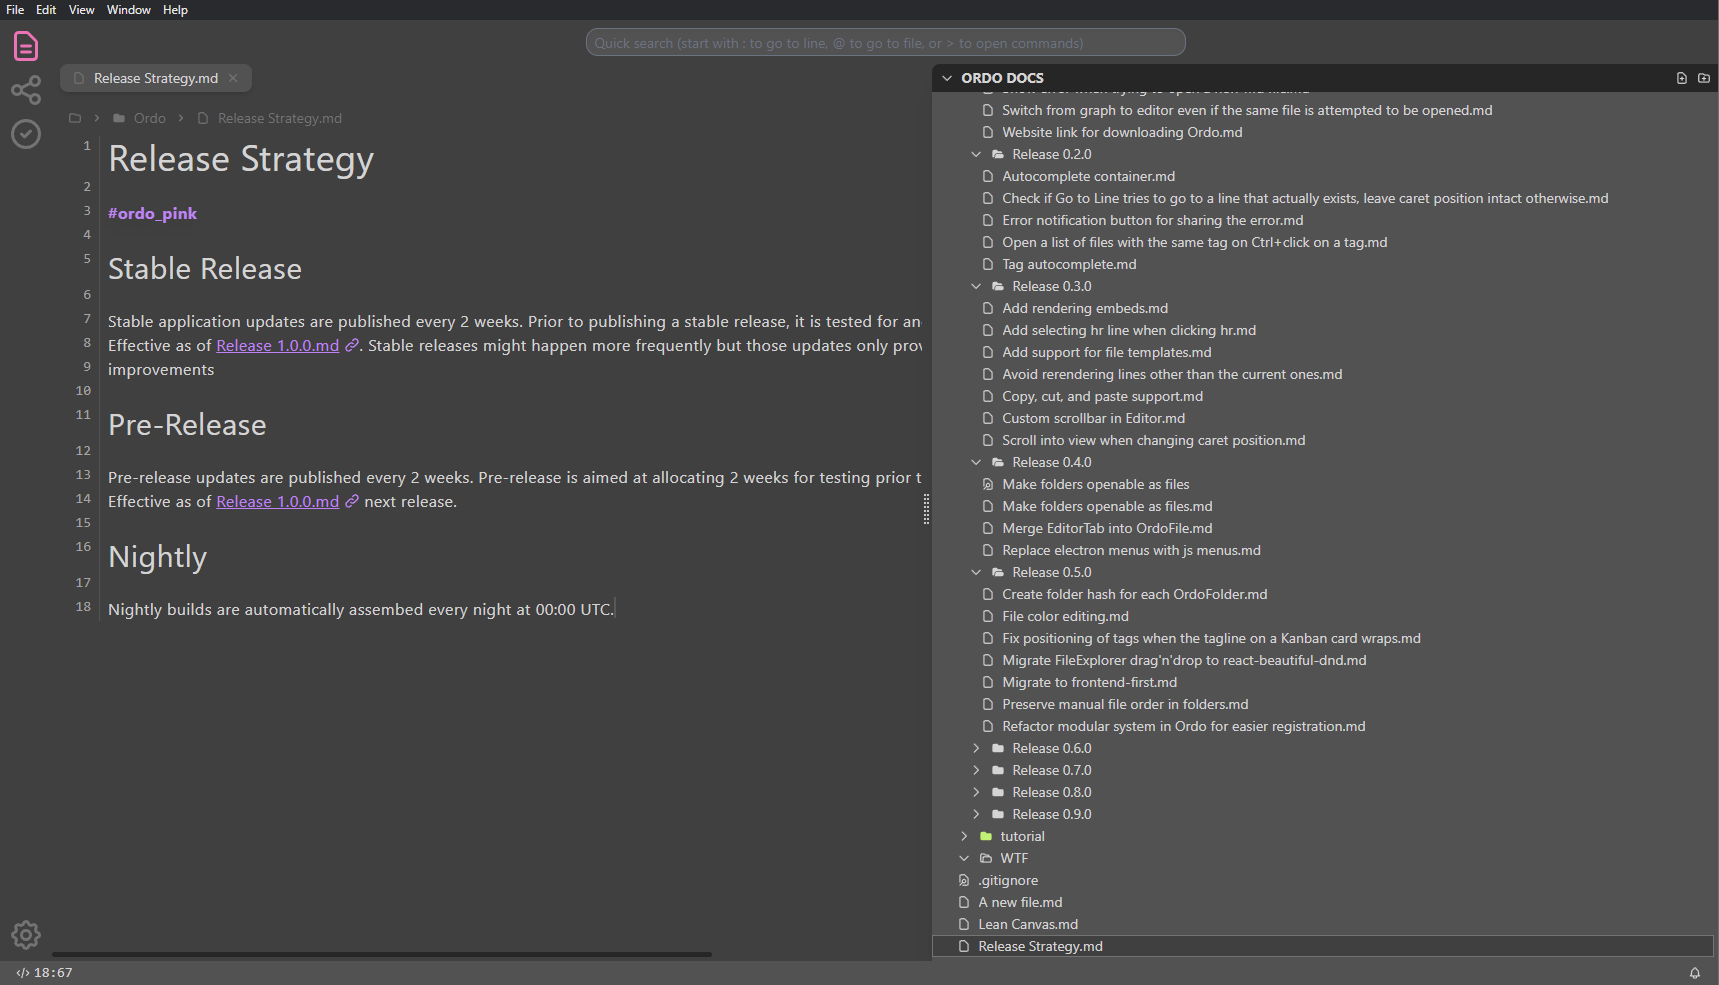 File Edit View Window Help
Quick search (start with : to go to line, @ to go to file, or > to open commands)
Release Strategy.md
Ordo Release Strategy.md
1 Release Strategy
2
3 #ordo_pink
4
5 Stable Release
6
7 Stable application updates are published every 2 weeks. Prior to publishing a stable release, it is tested for
8 Effective as of Release 1.0.0.md. Stable releases might happen more frequently but those updates only
9 improvements
10
11 Pre-Release
12
13 Pre-release updates are published every 2 weeks. Pre-release is aimed at allocating 2 weeks for testing prior
14 Effective as of Release 1.0.0.md next release.
15
16 Nightly
17
18 Nightly builds are automatically assembed every night at 00:00 UTC.
ORDO DOCS
Switch from graph to editor even if the same file is attempted to be opened.md
Website link for downloading Ordo.md
Release 0.2.0
Autocomplete container.md
Check if Go to Line tries to go to a line that actually exists, leave caret position intact otherwise.md
Error notification button for sharing the error.md
Open a list of files with the same tag on Ctrl+click on a tag.md
Tag autocomplete.md
Release 0.3.0
Add rendering embeds.md
Add selecting hr line when clicking hr.md
Add support for file templates.md
Avoid rerendering lines other than the current ones.md
Copy, cut, and paste support.md
Custom scrollbar in Editor.md
Scroll into view when changing caret position.md
Release 0.4.0
Make folders openable as files
Make folders openable as files.md
Merge EditorTab into OrdoFile.md
Replace electron menus with js menus.md
Release 0.5.0
Create folder hash for each OrdoFolder.md
File color editing.md
Fix positioning of tags when the tagline on a Kanban card wraps.md
Migrate FileExplorer drag'n'drop to react-beautiful-dnd.md
Migrate to frontend-first.md
Preserve manual file order in folders.md
Refactor modular system in Ordo for easier registration.md
Release 0.6.0
Release 0.7.0
Release 0.8.0
Release 0.9.0
tutorial
WTF
.gitignore
A new file.md
Lean Canvas.md
Release Strategy.md
18:67